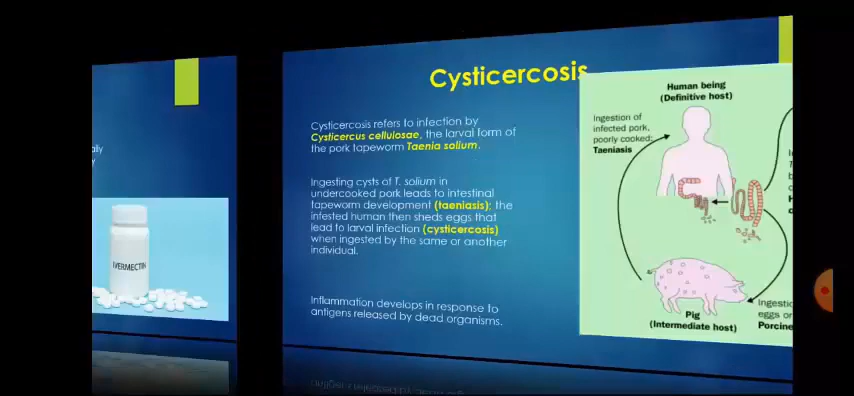 ally
y
IVERMECTIN
Cysticercosis
Cysticercosis refers to infection by
Cysticercus cellulosae, the larval form of
the pork tapeworm Taenia solium.
Ingesting cysts of T. solium in
undercooked pork leads to intestinal
tapeworm development (taeniasis); the
infested human then sheds eggs that
lead to larval infection (cysticercosis)
when ingested by the same or another
individual.
Inflammation develops in response to
antigens released by dead organisms.
Human being
(Definitive host)
Ingestion of
infected pork,
poorly cooked:
Taeniasis
Pig
(Intermediate host)
eggs or
Porcine